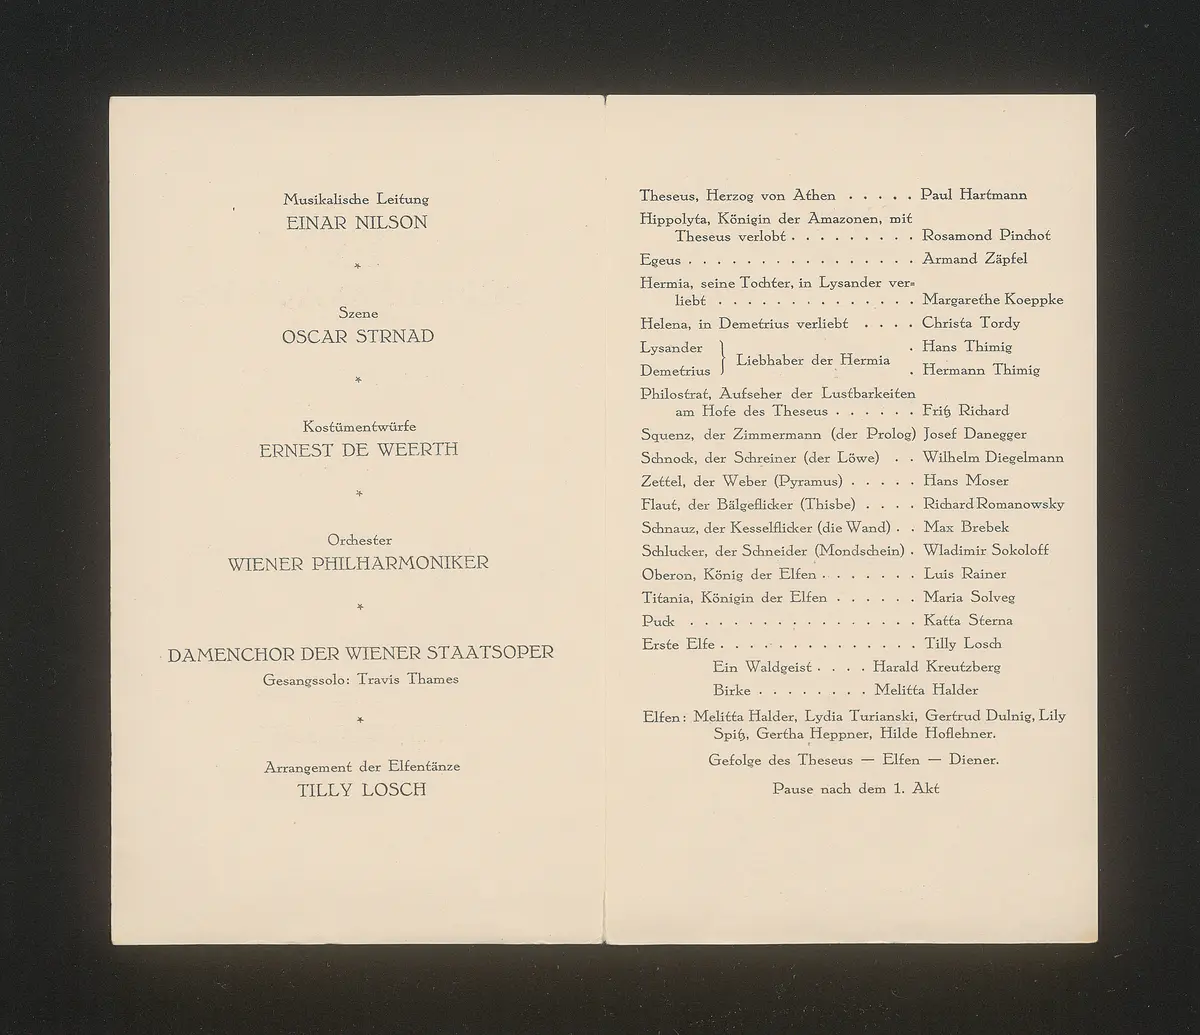 Musikalische Leitung
EINAR NILSON
*
Szene
OSCAR STRNAD
*
Kostümentwürfe
ERNEST DE WEERTH
*
Orchester
WIENER PHILHARMONIKER
*
DAMENCHOR DER WIENER STAATSOPER
Gesangssolo: Travis Thames
*
Arrangement der Elfentänze
TILLY LOSCH
Theseus, Herzog von Athen . . . . . Paul Hartmann
Hippolyta, Königin der Amazonen, mit
Theseus verlobt . . . . . . . . . Rosamond Pinchot
Egeus . . . . . . . . . . . . . . . . Armand Zäpfel
Hermia, seine Tochter, in Lysander ver=
liebt . . . . . . . . . . . . . . Margarethe Koeppke
Helena, in Demetrius verliebt . . . . Christa Tordy
Lysander . Hans Thimig
} Liebhaber der Hermia
Demetrius . Hermann Thimig
Philostrat, Aufseher der Lustbarkeiten
am Hofe des Theseus . . . . . . Fritz Richard
Squenz, der Zimmermann (der Prolog) Josef Danegger
Schnock, der Schreiner (der Löwe) . . Wilhelm Diegelmann
Zettel, der Weber (Pyramus) . . . . . Hans Moser
Flaut, der Bälgeflicker (Thisbe) . . . . Richard Romanowsky
Schnauz, der Kesselflicker (die Wand) . . Max Brebek
Schlucker, der Schneider (Mondschein) . Wladimir Sokoloff
Oberon, König der Elfen . . . . . . . Luis Rainer
Titania, Königin der Elfen . . . . . . Maria Solveg
Puck . . . . . . . . . . . . . . . . Katta Sterna
Erste Elfe . . . . . . . . . . . . . . Tilly Losch
Ein Waldgeist . . . . Harald Kreutzberg
Birke . . . . . . . . Melitta Halder
Elfen: Melitta Halder, Lydia Turianski, Gertrud Dulnig, Lily
Spitz, Gertha Heppner, Hilde Hoflehner.
Gefolge des Theseus — Elfen — Diener.
Pause nach dem 1. Akt